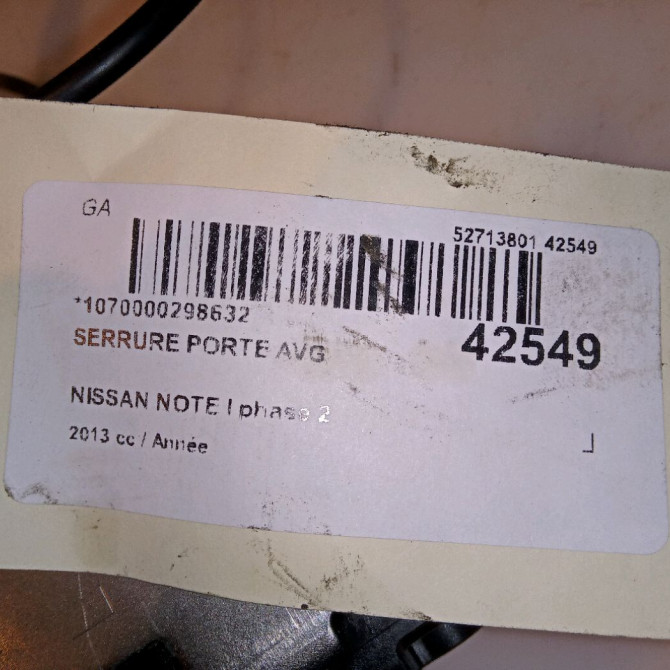 GA
52713801 42549
*1070000298632
SERRURE PORTE AVG
42549
NISSAN NOTE I phase 2
2013 cc / Année